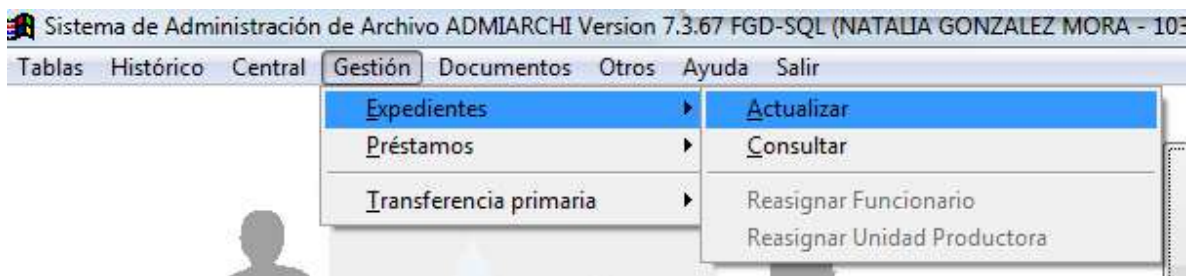 Sistema de Administración de Archivo ADMIARCHI Version 7.3.67 FGD-SQL (NATALIA GONZALEZ MORA - 103
Tablas Histórico Central Gestión Documentos Otros Ayuda Salir
Expedientes Actualizar
Préstamos Consultar
Transferencia primaria Reasignar Funcionario
Reasignar Unidad Productora